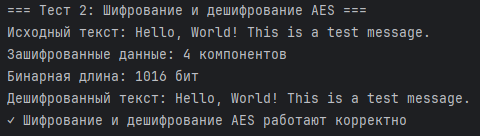 === Тест 2: Шифрование и дешифрование AES ===
Исходный текст: Hello, World! This is a test message.
Зашифрованные данные: 4 компонентов
Бинарная длина: 1016 бит
Дешифрованный текст: Hello, World! This is a test message.
✓ Шифрование и дешифрование AES работают корректно